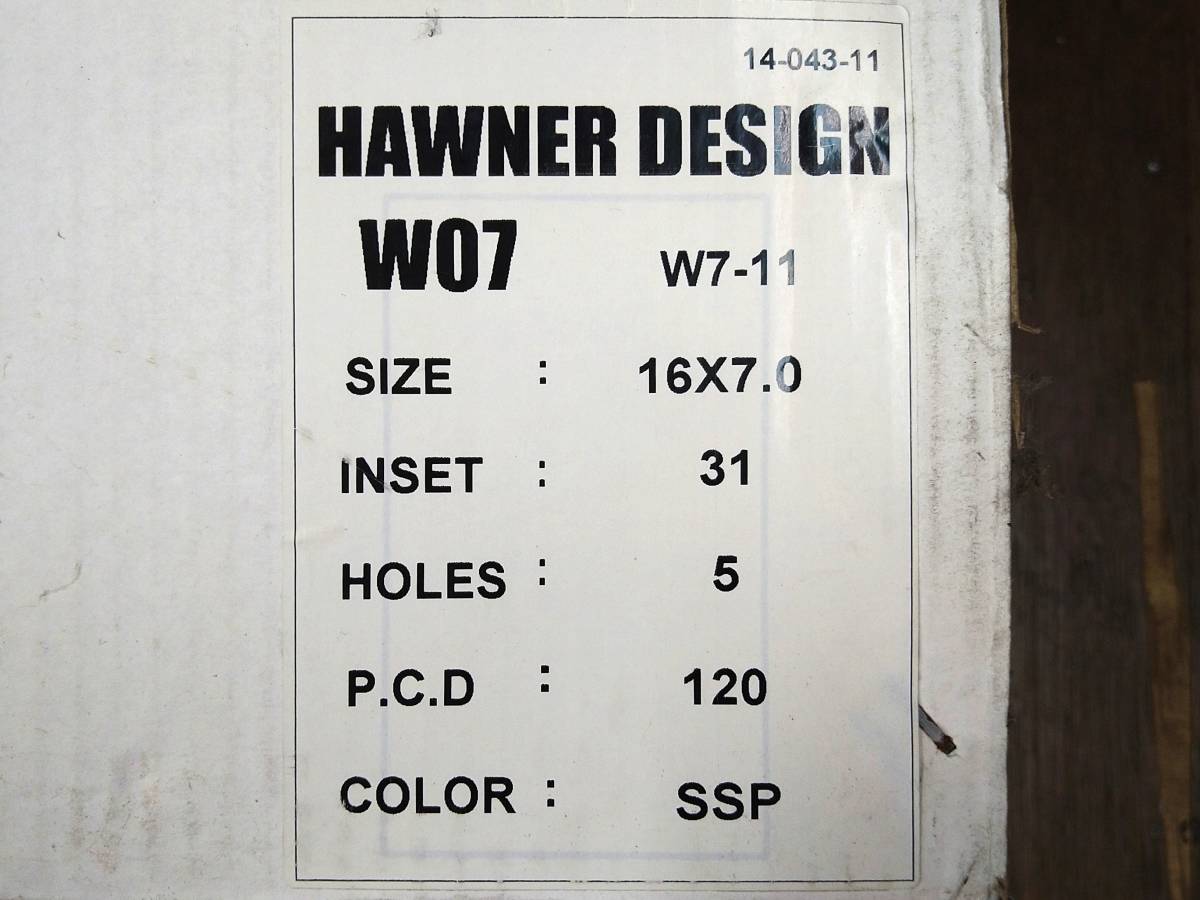 14-043-11
HAWNER DESIGN
W07 W7-11
SIZE : 16X7.0
INSET : 31
HOLES : 5
P.C.D : 120
COLOR : SSP